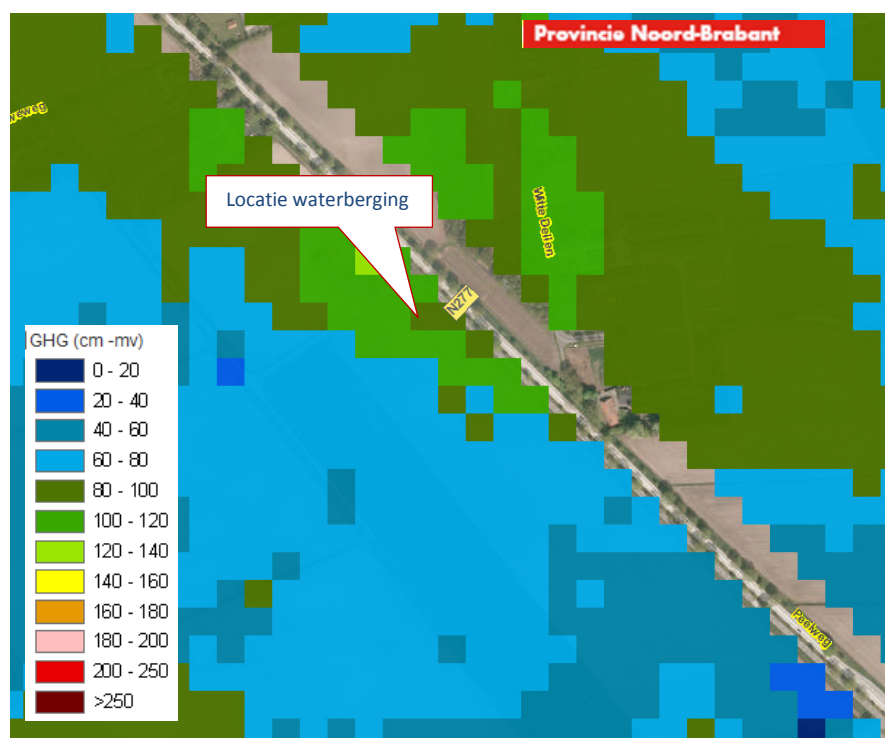 Provincie Noord-Brabant
weweg
Witte Dellen
Locatie waterberging
N277
GHG (cm -mv)
0 - 20
20 - 40
40 - 60
60 - 80
80 - 100
100 - 120
120 - 140
140 - 160
160 - 180
180 - 200
200 - 250
>250
Peelweg